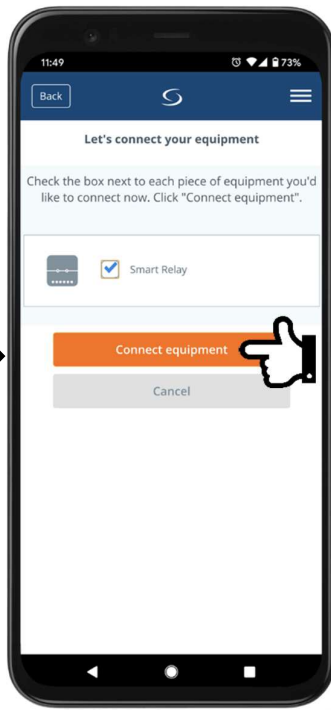 11:49 73%
Back
Let's connect your equipment
Check the box next to each piece of equipment you'd
like to connect now. Click "Connect equipment".
Smart Relay
Connect equipment
Cancel